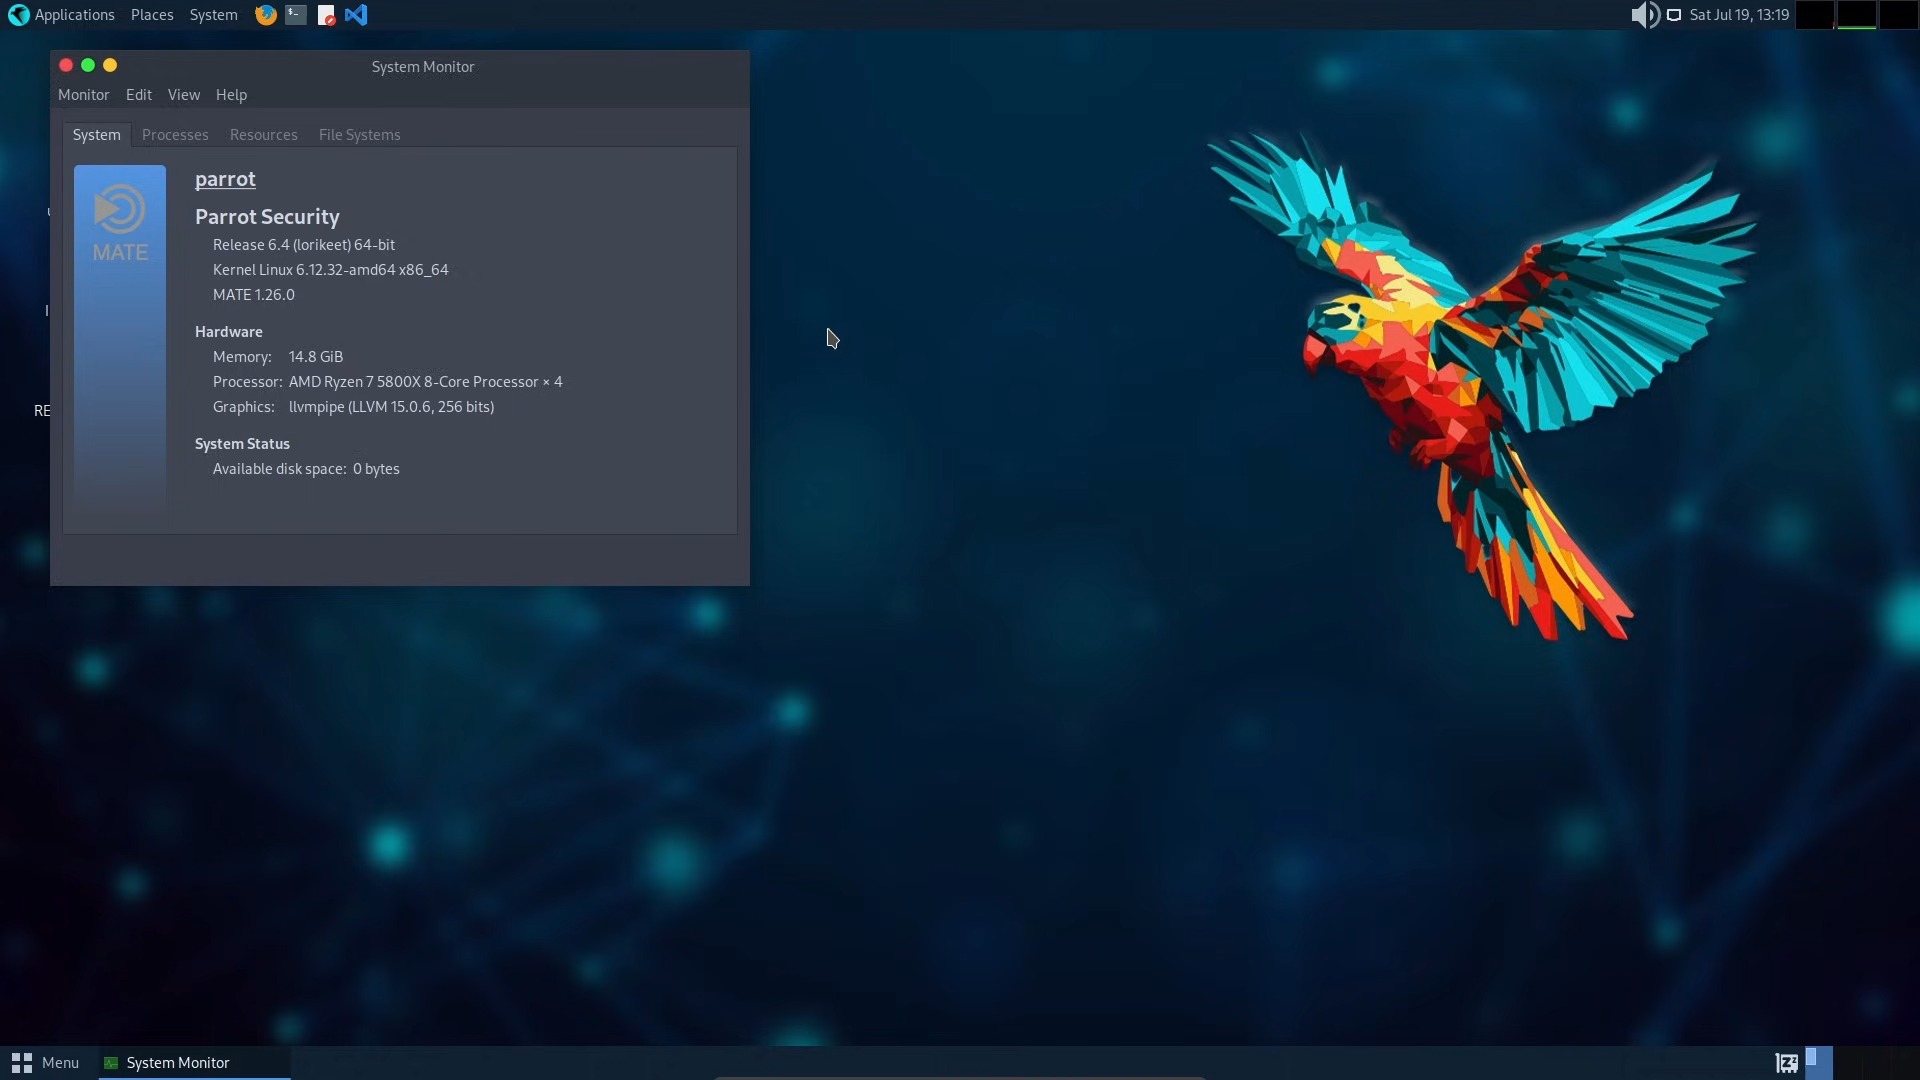 Applications Places System
Sat Jul 19, 13:19
System Monitor
Monitor Edit View Help
System Processes Resources File Systems
MATE
parrot
Parrot Security
Release 6.4 (lorikeet) 64-bit
Kernel Linux 6.12.32-amd64 x86_64
MATE 1.26.0
Hardware
Memory: 14.8 GiB
Processor: AMD Ryzen 7 5800X 8-Core Processor × 4
Graphics: llvmpipe (LLVM 15.0.6, 256 bits)
RE
System Status
Available disk space: 0 bytes
Menu System Monitor